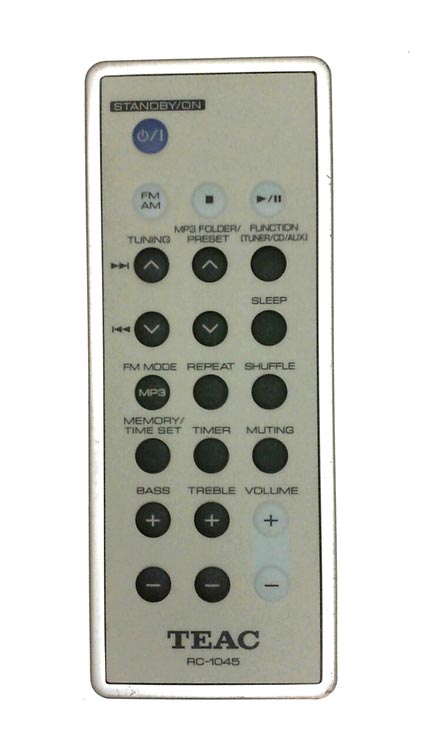 STANDBY/ON
⏻/I
FM
AM
■
►/II
TUNING
MP3 FOLDER/
PRESET
FUNCTION
(TUNER/CD/AUX)
►►I
SLEEP
I◄◄
FM MODE
REPEAT
SHUFFLE
MP3
MEMORY/
TIME SET
TIMER
MUTING
BASS
TREBLE
VOLUME
+ + +
− − −
TEAC
RC-1045